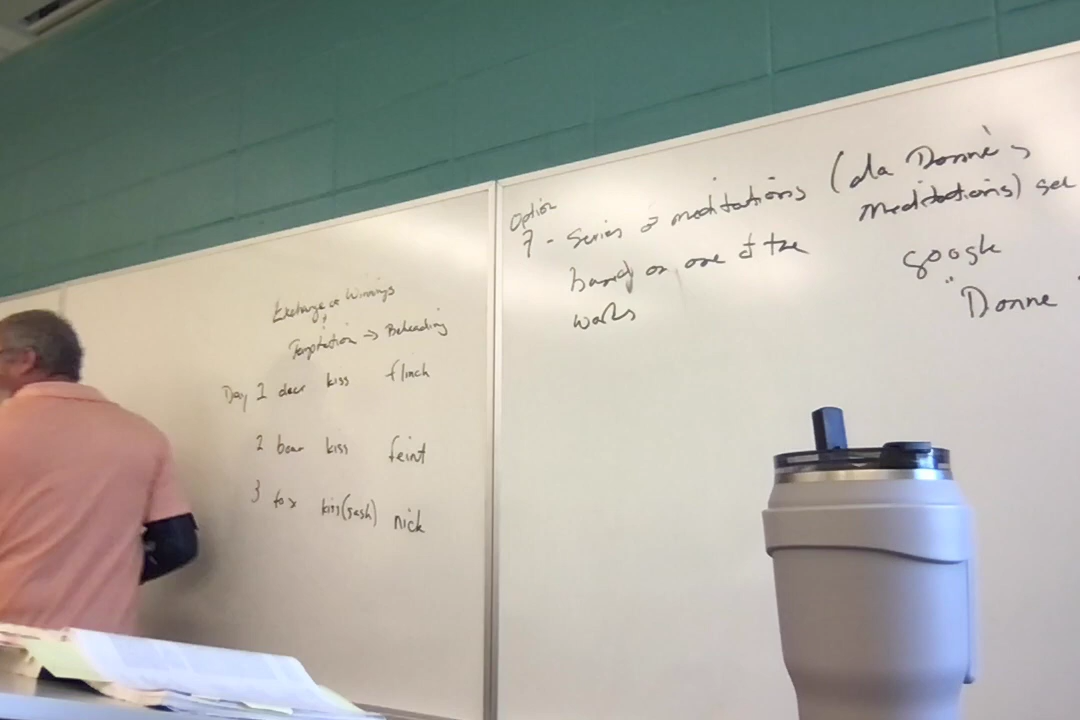 Exchange of Winnings
Temptation → Beheading
Day 1 deer kiss flinch
2 boar kiss feint
3 fox kiss (sash) nick
Option
7 - Series of meditations (a la Donne's
meditations) see
based on one of the
google
works
"Donne"